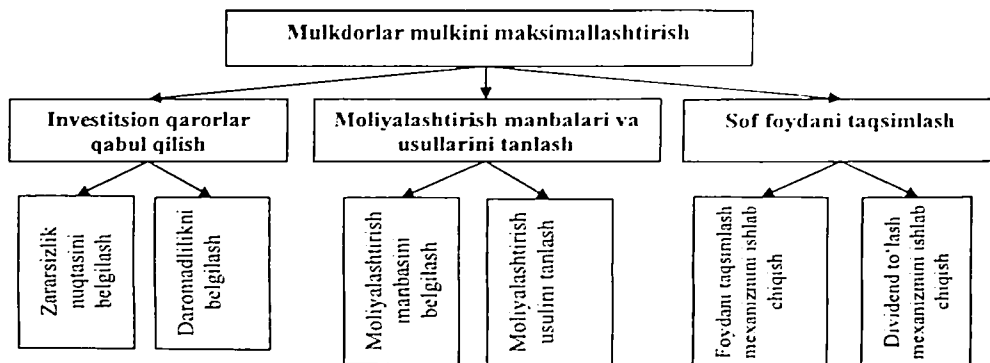 Mulkdorlar mulkini maksimallashtirish
Investitsion qarorlar
qabul qilish
Moliyalashtirish manbalari va
usullarini tanlash
Sof foydani taqsimlash
Zararsizlik
nuqtasini
belgilash
Daromadlilikni
belgilash
Moliyalashtirish
manbasini
belgilash
Moliyalashtirish
usulini tanlash
Foydani taqsimlash
mexanizmini ishlab
chiqish
Dividend to'lash
mexanizmini ishlab
chiqish